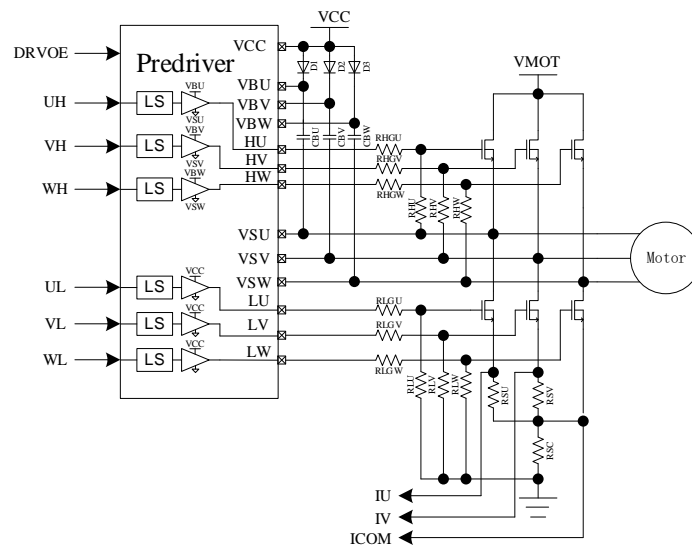 VCC
DRVOE
Predriver
VCC
D1
D2
D3
VMOT
VBU
UH
LS
VBU
VBV
VBW
CBU
CBV
CBW
VSU
HU
RHGU
VH
LS
VBV
HV
RHGV
VSV
WH
LS
VBW
HW
RHGW
VSW
RHU
RHV
RHW
VSU
VSV
Motor
VSW
UL
LS
VCC
LU
RLGU
VL
LS
VCC
LV
RLGV
WL
LS
VCC
LW
RLGW
RLU
RLV
RLW
RSU
RSV
RSC
IU
IV
ICOM